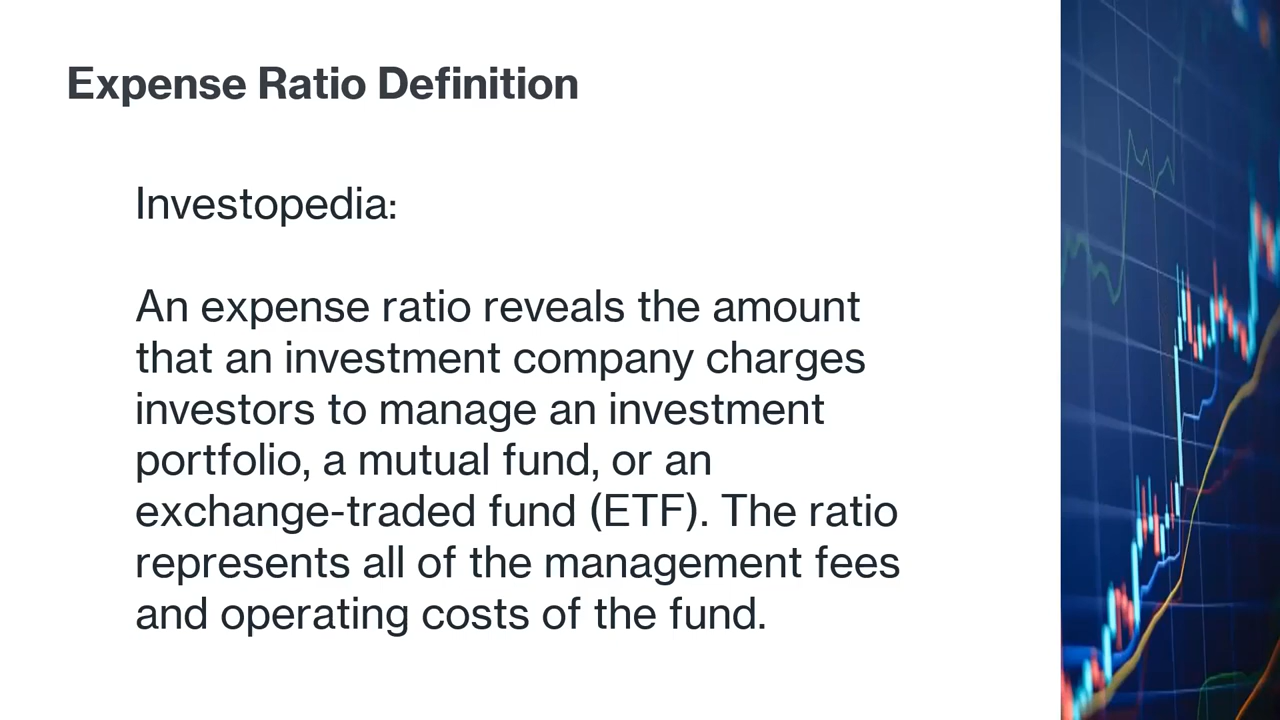 Expense Ratio Definition
Investopedia:
An expense ratio reveals the amount
that an investment company charges
investors to manage an investment
portfolio, a mutual fund, or an
exchange-traded fund (ETF). The ratio
represents all of the management fees
and operating costs of the fund.